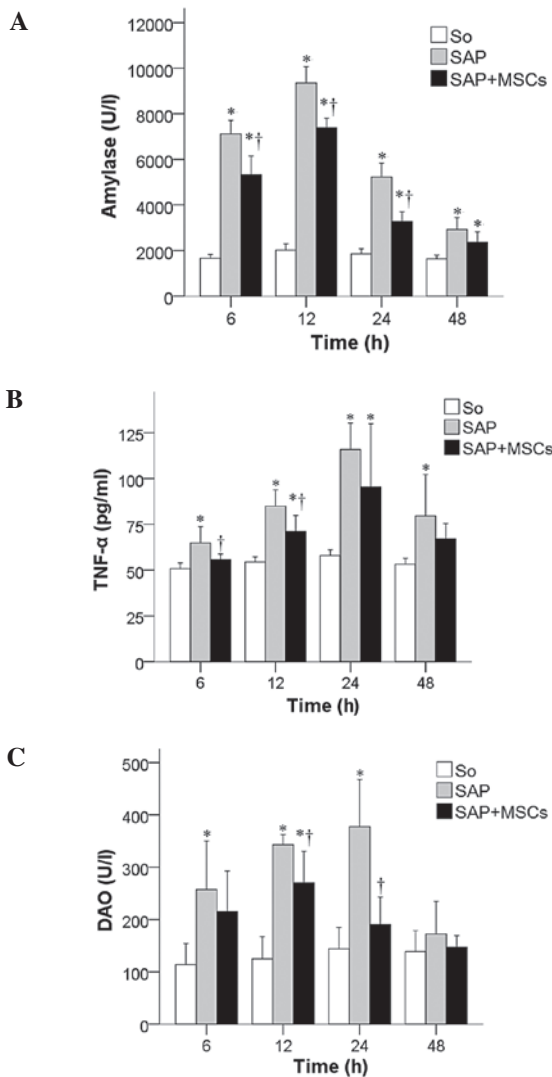 A
So
SAP
SAP+MSCs
12000
10000
8000
6000
4000
2000
0
Amylase (U/l)
* *† * *† * *† * *
6 12 24 48
Time (h)
B
So
SAP
SAP+MSCs
125
100
75
50
25
0
TNF-α (pg/ml)
* † * *† * * *
6 12 24 48
Time (h)
C
So
SAP
SAP+MSCs
500
400
300
200
100
0
DAO (U/l)
* * *† * †
6 12 24 48
Time (h)